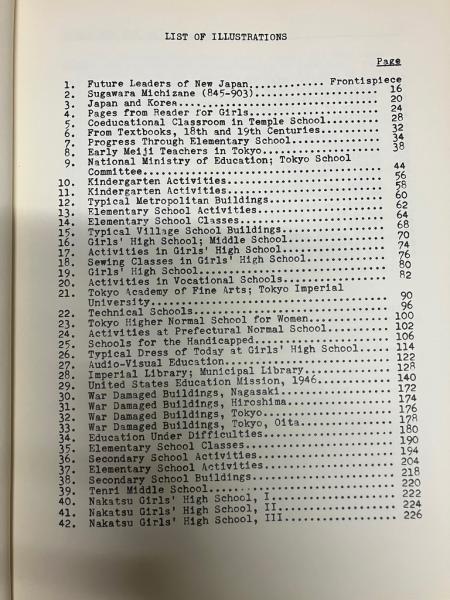 LIST OF ILLUSTRATIONS
Page
1. Future Leaders of New Japan............. Frontispiece
2. Sugawara Michizane (845-903).................... 16
3. Japan and Korea................................. 20
4. Pages from Reader for Girls..................... 24
5. Coeducational Classroom in Temple School........ 28
6. From Textbooks, 18th and 19th Centuries......... 32
7. Progress Through Elementary School.............. 34
8. Early Meiji Teachers in Tokyo................... 38
9. National Ministry of Education; Tokyo School
Committee....................................... 44
10. Kindergarten Activities......................... 56
11. Kindergarten Activities......................... 58
12. Typical Metropolitan Buildings.................. 60
13. Elementary School Activities.................... 62
14. Elementary School Classes....................... 64
15. Typical Village School Buildings................ 68
16. Girls' High School; Middle School............... 70
17. Activities in Girls' High School................ 74
18. Sewing Classes in Girls' High School............ 76
19. Girls' High School.............................. 80
20. Activities in Vocational Schools................ 82
21. Tokyo Academy of Fine Arts; Tokyo Imperial
University...................................... 90
22. Technical Schools............................... 96
23. Tokyo Higher Normal School for Women............ 100
24. Activities at Prefectural Normal School......... 102
25. Schools for the Handicapped..................... 106
26. Typical Dress of Today at Girls' High School..... 114
27. Audio-Visual Education.......................... 122
28. Imperial Library; Municipal Library............. 128
29. United States Education Mission, 1946........... 140
30. War Damaged Buildings, Nagasaki................. 172
31. War Damaged Buildings, Hiroshima................ 174
32. War Damaged Buildings, Tokyo.................... 176
33. War Damaged Buildings, Tokyo, Oita.............. 178
34. Education Under Difficulties.................... 180
35. Elementary School Classes....................... 190
36. Secondary School Activities..................... 194
37. Elementary School Activities.................... 204
38. Secondary School Buildings...................... 218
39. Tenri Middle School............................. 220
40. Nakatsu Girls' High School, I................... 222
41. Nakatsu Girls' High School, II.................. 224
42. Nakatsu Girls' High School, III................. 226